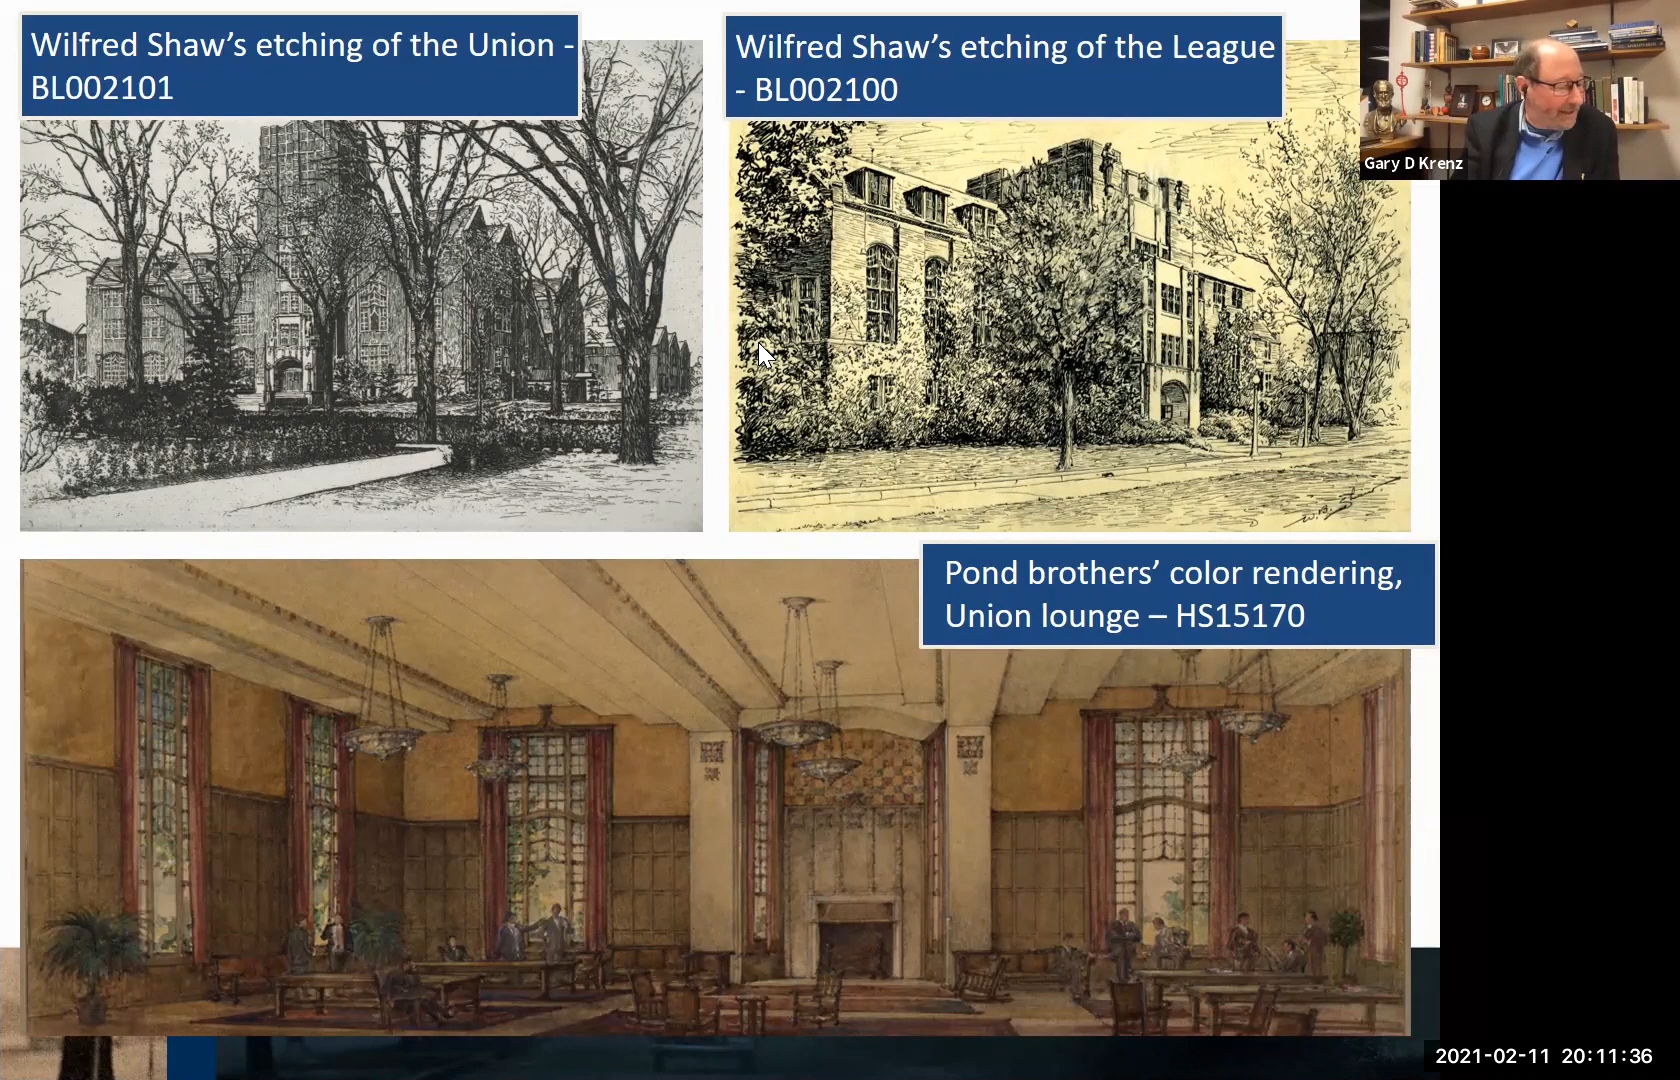 Wilfred Shaw’s etching of the Union -
BL002101
Wilfred Shaw’s etching of the League
- BL002100
Gary D Krenz
Pond brothers’ color rendering,
Union lounge – HS15170
2021-02-11 20:11:36